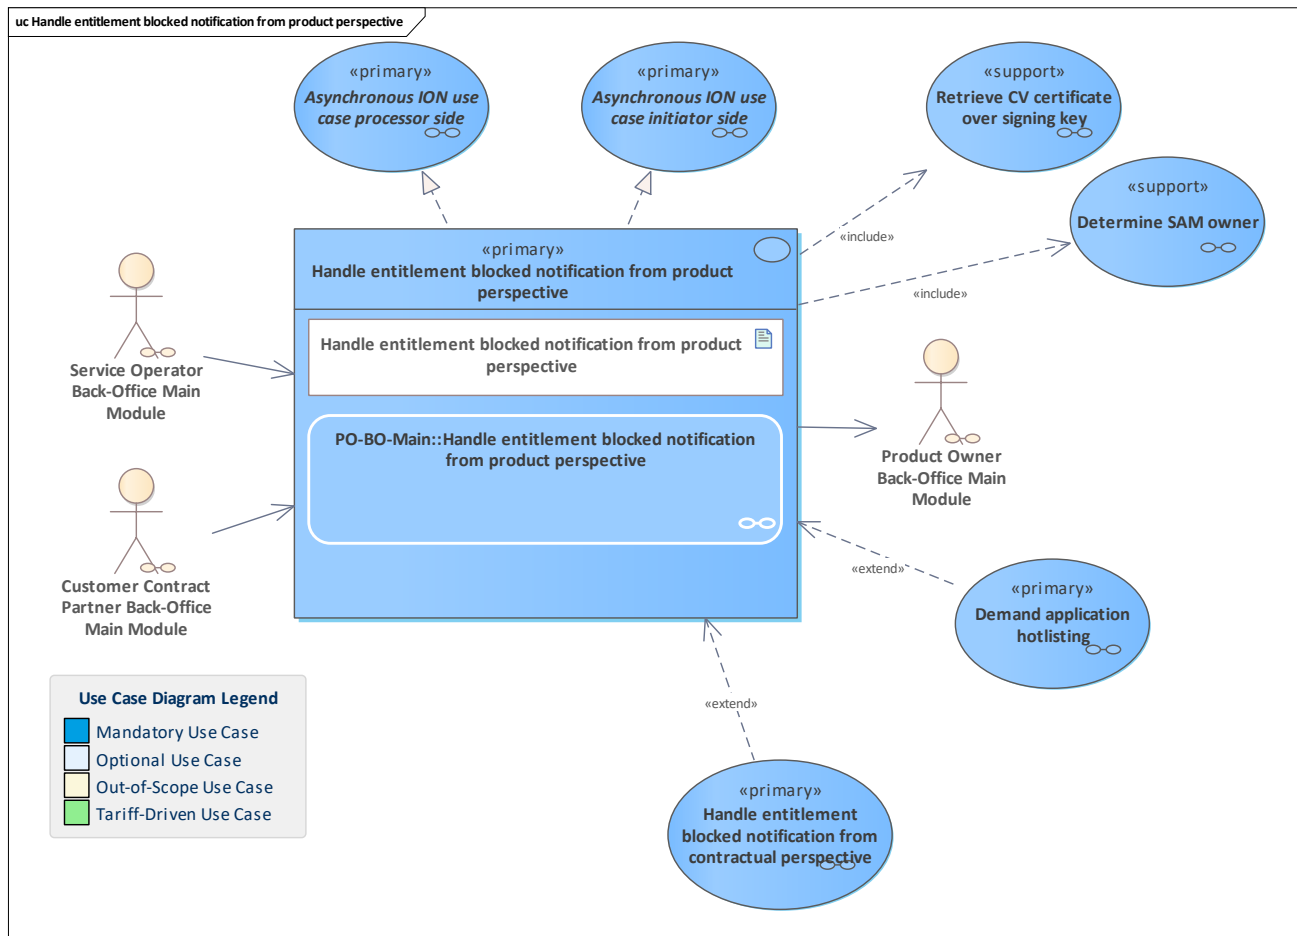 uc Handle entitlement blocked notification from product perspective
«primary»
Asynchronous ION use
case processor side
«primary»
Asynchronous ION use
case initiator side
«support»
Retrieve CV certificate
over signing key
«support»
Determine SAM owner
«include»
«include»
«primary»
Handle entitlement blocked notification from product
perspective
Handle entitlement blocked notification from product
perspective
PO-BO-Main::Handle entitlement blocked notification
from product perspective
Service Operator
Back-Office Main
Module
Customer Contract
Partner Back-Office
Main Module
Product Owner
Back-Office Main
Module
«extend»
«primary»
Demand application
hotlisting
«extend»
«primary»
Handle entitlement
blocked notification from
contractual perspective
Use Case Diagram Legend
Mandatory Use Case
Optional Use Case
Out-of-Scope Use Case
Tariff-Driven Use Case